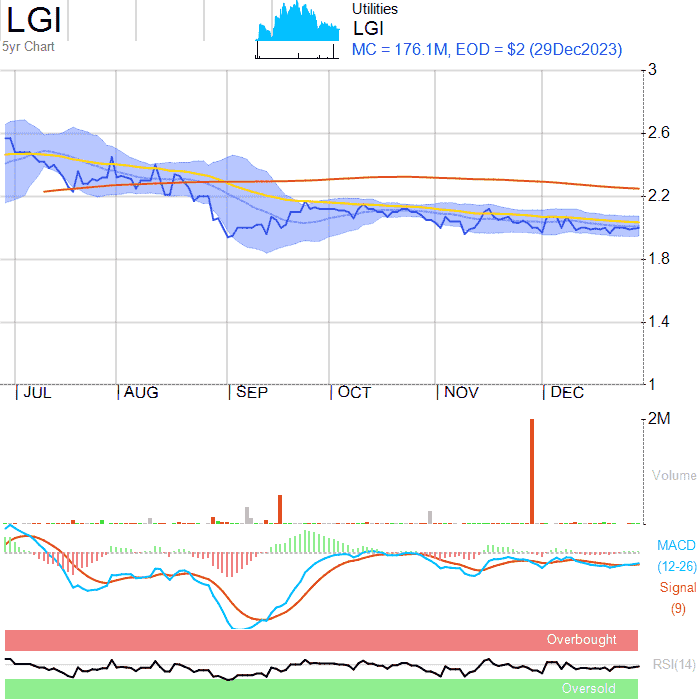 LGI
5yr Chart
Utilities
LGI
MC = 176.1M, EOD = $2 (29Dec2023)
3
2.6
2.2
1.8
1.4
1
JUL
AUG
SEP
OCT
NOV
DEC
2M
Volume
MACD
(12-26)
Signal
(9)
Overbought
RSI(14)
Oversold